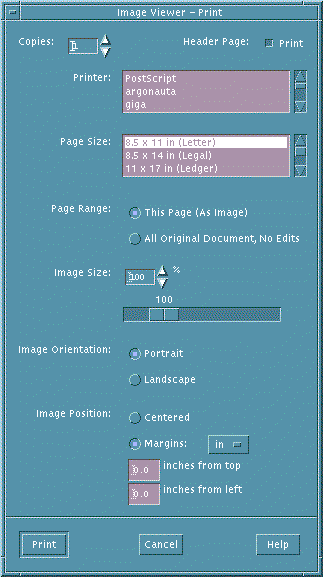 Image Viewer – Print
Copies: 1 Header Page: Print
Printer: PostScript
argonauta
giga
Page Size: 8.5 x 11 in (Letter)
8.5 x 14 in (Legal)
11 x 17 in (Ledger)
Page Range: This Page (As Image)
All Original Document, No Edits
Image Size: 100 %
100
Image Orientation: Portrait
Landscape
Image Position: Centered
Margins: in
0.0 inches from top
0.0 inches from left
Print Cancel Help